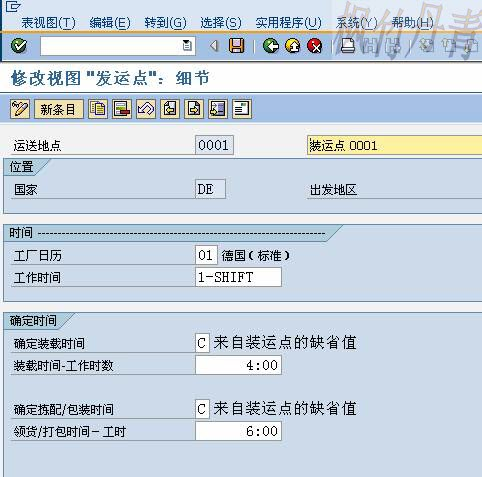 表视图(T) 编辑(E) 转到(G) 选择(S) 实用程序(U) 系统(Y) 帮助(H)
修改视图 "发运点": 细节
新条目
运送地点 0001 装运点 0001
位置
国家 DE 出发地区
时间
工厂日历 01 德国(标准)
工作时间 1-SHIFT
确定时间
确定装载时间 C 来自装运点的缺省值
装载时间-工作时数 4:00
确定拣配/包装时间 C 来自装运点的缺省值
领货/打包时间－工时 6:00